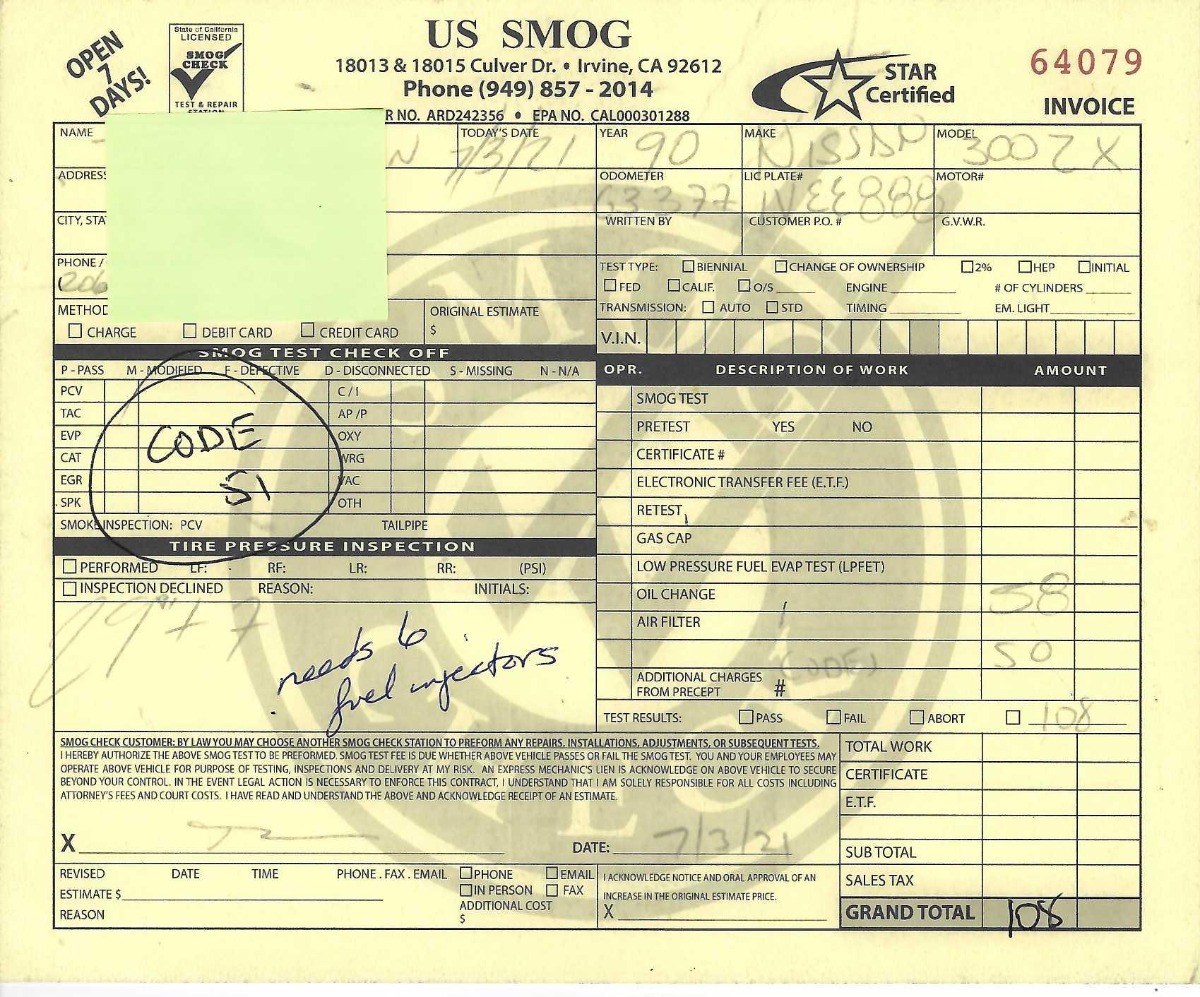 OPEN 7 DAYS!
State of California
LICENSED
SMOG CHECK
TEST & REPAIR
US SMOG
18013 & 18015 Culver Dr. • Irvine, CA 92612
Phone (949) 857 - 2014
R NO. ARD242356 • EPA NO. CAL000301288
STAR Certified
64079
INVOICE
NAME N TODAY'S DATE 7/3/21 YEAR 90 MAKE NISSAN MODEL 300ZX
ADDRESS ODOMETER 63377 LIC PLATE# MOTOR#
CITY, STA WRITTEN BY CUSTOMER P.O. # G.V.W.R.
PHONE / 206
TEST TYPE: BIENNIAL CHANGE OF OWNERSHIP 2% HEP INITIAL
FED CALIF. O/S ENGINE # OF CYLINDERS
TRANSMISSION: AUTO STD TIMING EM. LIGHT
METHOD ORIGINAL ESTIMATE
CHARGE DEBIT CARD CREDIT CARD $
V.I.N.
SMOG TEST CHECK OFF
P - PASS M - MODIFIED F - DEFECTIVE D - DISCONNECTED S - MISSING N - N/A
PCV C / I
TAC AP /P
EVP OXY
CAT WRG
EGR VAC
SPK OTH
CODE
51
SMOKE INSPECTION: PCV TAILPIPE
TIRE PRESSURE INSPECTION
PERFORMED LF: RF: LR: RR: (PSI)
INSPECTION DECLINED REASON: INITIALS:
needs 6
fuel injectors
OPR. DESCRIPTION OF WORK AMOUNT
SMOG TEST
PRETEST YES NO
CERTIFICATE #
ELECTRONIC TRANSFER FEE (E.T.F.)
RETEST
GAS CAP
LOW PRESSURE FUEL EVAP TEST (LPFET)
OIL CHANGE 58
AIR FILTER
50
ADDITIONAL CHARGES
FROM PRECEPT # CODES
TEST RESULTS: PASS FAIL ABORT 108
SMOG CHECK CUSTOMER: BY LAW YOU MAY CHOOSE ANOTHER SMOG CHECK STATION TO PREFORM ANY REPAIRS. INSTALLATIONS, ADJUSTMENTS, OR SUBSEQUENT TESTS.
I HEREBY AUTHORIZE THE ABOVE SMOG TEST TO BE PREFORMED. SMOG TEST FEE IS DUE WHETHER ABOVE VEHICLE PASSES OR FAIL THE SMOG TEST. YOU AND YOUR EMPLOYEES MAY
OPERATE ABOVE VEHICLE FOR PURPOSE OF TESTING, INSPECTIONS AND DELIVERY AT MY RISK. AN EXPRESS MECHANIC'S LIEN IS ACKNOWLEDGE ON ABOVE VEHICLE TO SECURE
BEYOND YOUR CONTROL. IN THE EVENT LEGAL ACTION IS NECESSARY TO ENFORCE THIS CONTRACT, I UNDERSTAND THAT I AM SOLELY RESPONSIBLE FOR ALL COSTS INCLUDING
ATTORNEY'S FEES AND COURT COSTS. I HAVE READ AND UNDERSTAND THE ABOVE AND ACKNOWLEDGE RECEIPT OF AN ESTIMATE.
X DATE: 7/3/21
TOTAL WORK
CERTIFICATE
E.T.F.
SUB TOTAL
SALES TAX
GRAND TOTAL 108
REVISED DATE TIME PHONE . FAX . EMAIL PHONE EMAIL
ESTIMATE $ IN PERSON FAX
REASON ADDITIONAL COST
$
I ACKNOWLEDGE NOTICE AND ORAL APPROVAL OF AN
INCREASE IN THE ORIGINAL ESTIMATE PRICE.
X